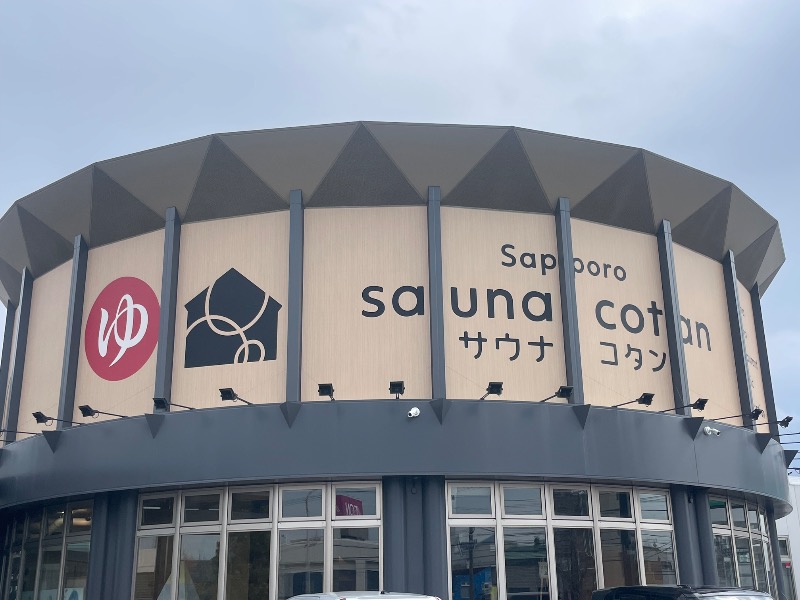 ゆ
Sapporo
sauna cotan
サウナ コタン